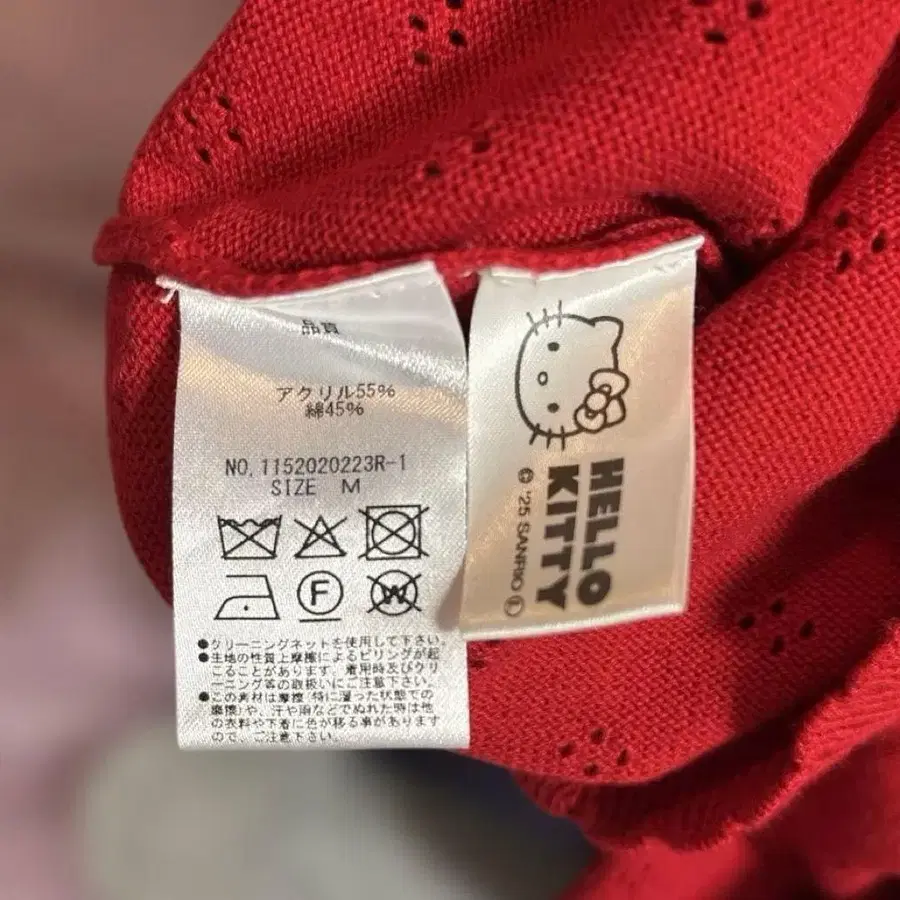 品質
アクリル55%
綿45%
NO.1152020223R-1
SIZE M
F
W
●クリーニングネットを使用して下さい。
●生地の性質上摩擦によるピリングが起
こることがあります。着用時及びクリ
ーニング等の取扱いにご注意下さい。
●この素材は摩擦(特に湿った状態での
摩擦)や、汗や雨などでぬれた時は他
の衣料や下着に色が移る事があります
ので、ご注意下さい。
HELLO
KITTY
© '25 SANRIO Ⓛ